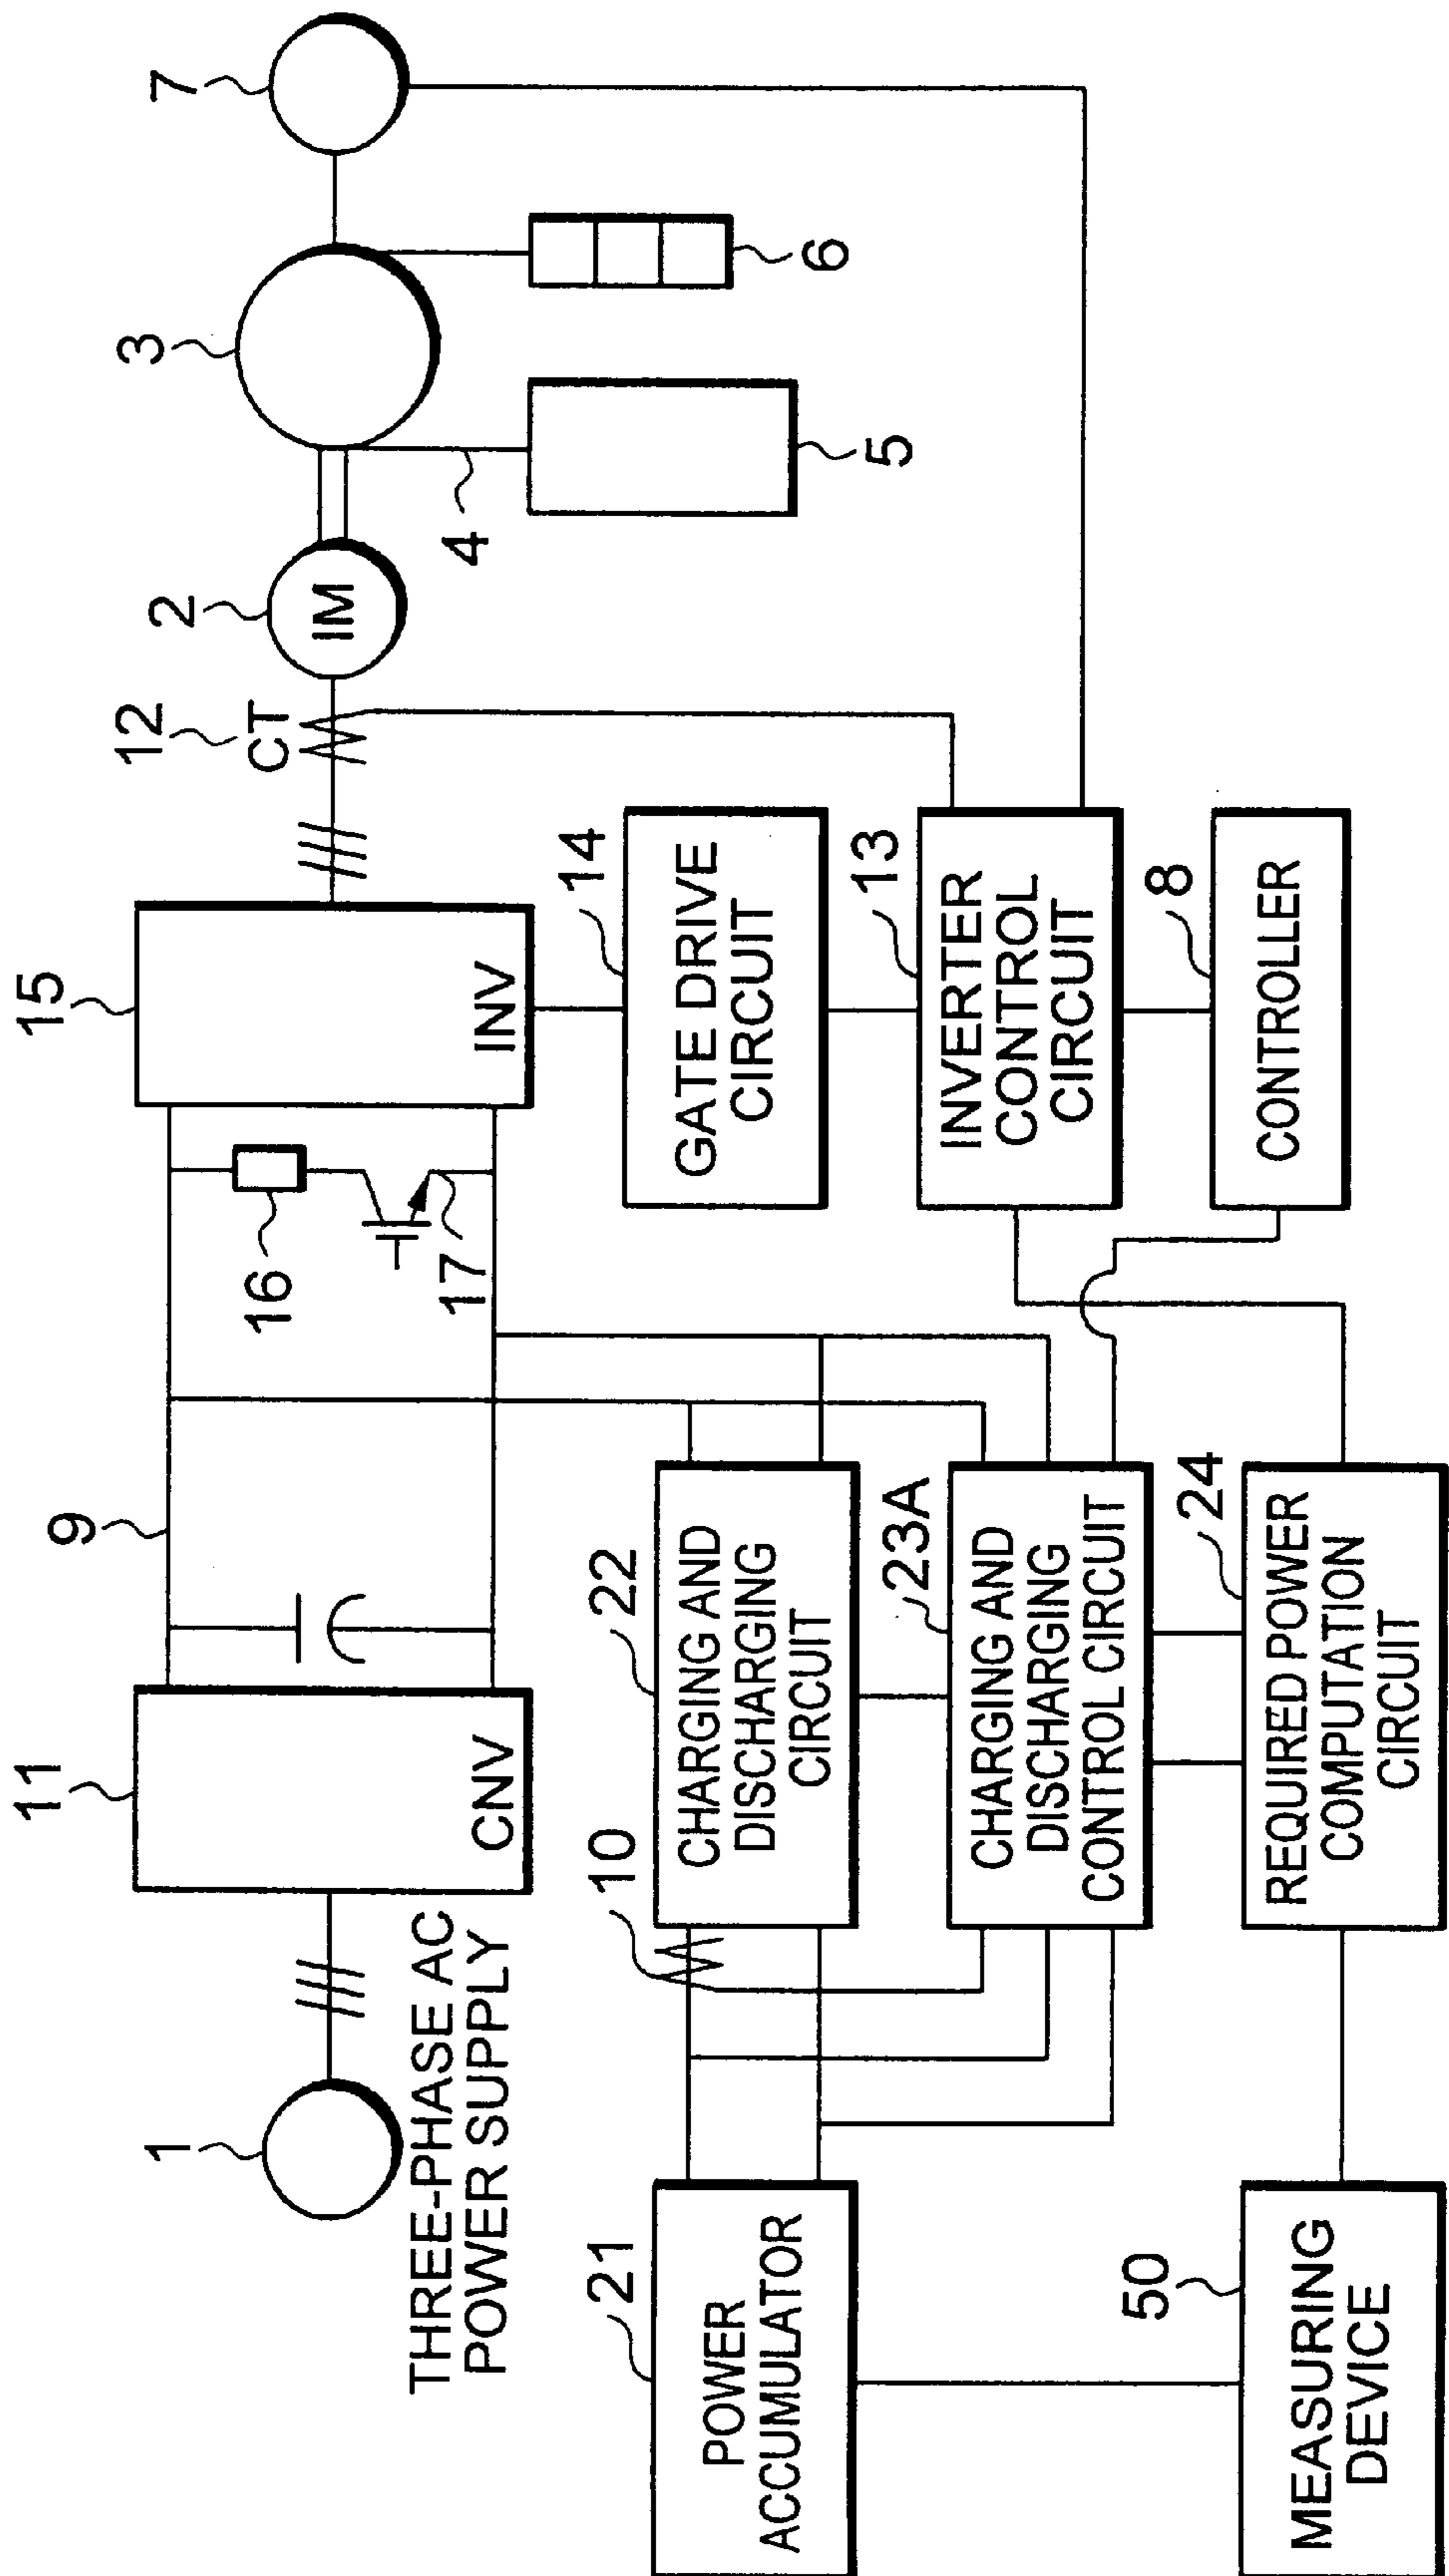 1
THREE-PHASE AC
POWER SUPPLY
11
CNV
9
16
17
15
INV
12
CT
2
IM
3
4
5
6
7
14
GATE DRIVE
CIRCUIT
13
INVERTER
CONTROL
CIRCUIT
8
CONTROLLER
21
POWER
ACCUMULATOR
10
22
CHARGING AND
DISCHARGING
CIRCUIT
23A
CHARGING AND
DISCHARGING
CONTROL CIRCUIT
24
REQUIRED POWER
COMPUTATION
CIRCUIT
50
MEASURING
DEVICE